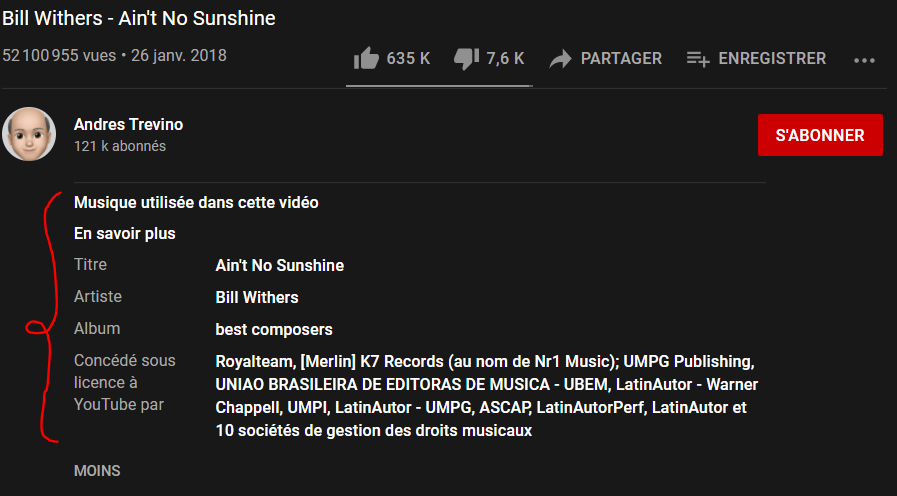 Bill Withers - Ain't No Sunshine
52 100 955 vues • 26 janv. 2018
635 K
7,6 K
PARTAGER
ENREGISTRER
Andres Trevino
121 k abonnés
S'ABONNER
Musique utilisée dans cette vidéo
En savoir plus
Titre Ain't No Sunshine
Artiste Bill Withers
Album best composers
Concédé sous
licence à
YouTube par
Royalteam, [Merlin] K7 Records (au nom de Nr1 Music); UMPG Publishing,
UNIAO BRASILEIRA DE EDITORAS DE MUSICA - UBEM, LatinAutor - Warner
Chappell, UMPI, LatinAutor - UMPG, ASCAP, LatinAutorPerf, LatinAutor et
10 sociétés de gestion des droits musicaux
MOINS